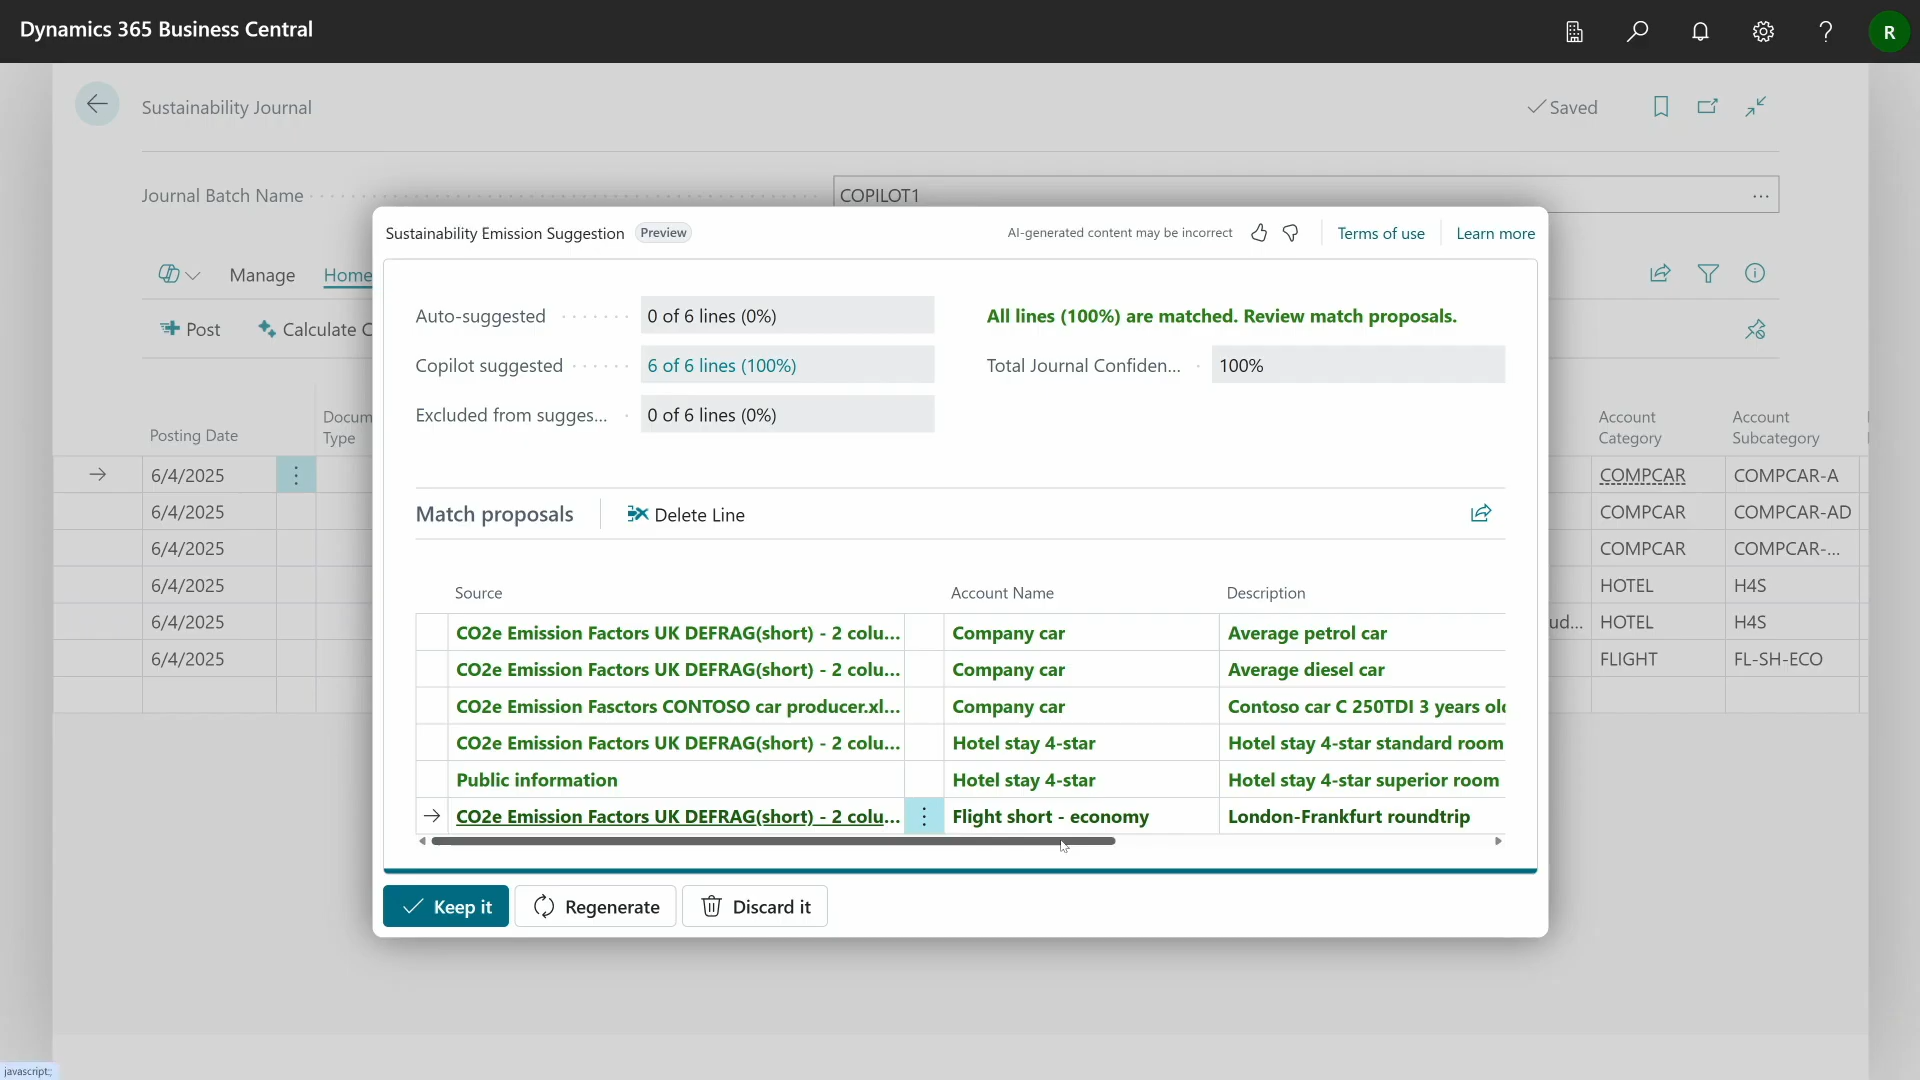 Dynamics 365 Business Central
R
Sustainability Journal
Saved
Journal Batch Name
COPILOT1
Sustainability Emission Suggestion Preview
AI-generated content may be incorrect
Terms of use
Learn more
Manage
Home
Post
Calculate C
Auto-suggested
0 of 6 lines (0%)
All lines (100%) are matched. Review match proposals.
Copilot suggested
6 of 6 lines (100%)
Total Journal Confiden...
100%
Excluded from sugges...
0 of 6 lines (0%)
Posting Date
Docum
Type
Account
Category
Account
Subcategory
6/4/2025
COMPCAR
COMPCAR-A
6/4/2025
COMPCAR
COMPCAR-AD
6/4/2025
COMPCAR
COMPCAR-...
6/4/2025
HOTEL
H4S
6/4/2025
ud...
HOTEL
H4S
6/4/2025
FLIGHT
FL-SH-ECO
Match proposals
Delete Line
Source
Account Name
Description
CO2e Emission Factors UK DEFRAG(short) - 2 colu...
Company car
Average petrol car
CO2e Emission Factors UK DEFRAG(short) - 2 colu...
Company car
Average diesel car
CO2e Emission Fasctors CONTOSO car producer.xl...
Company car
Contoso car C 250TDI 3 years old
CO2e Emission Factors UK DEFRAG(short) - 2 colu...
Hotel stay 4-star
Hotel stay 4-star standard room
Public information
Hotel stay 4-star
Hotel stay 4-star superior room
CO2e Emission Factors UK DEFRAG(short) - 2 colu...
Flight short - economy
London-Frankfurt roundtrip
Keep it
Regenerate
Discard it
javascript:;